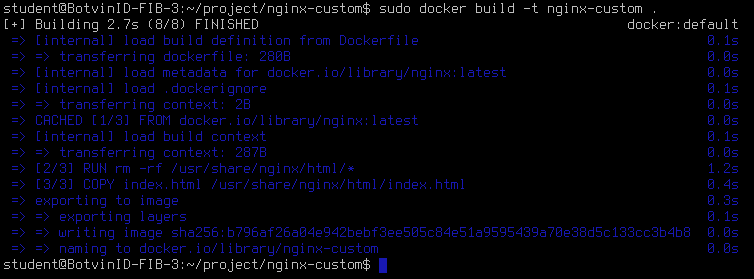 student@BotvinID-FIB-3:~/project/nginx-custom$ sudo docker build -t nginx-custom .
[+] Building 2.7s (8/8) FINISHED docker:default
=> [internal] load build definition from Dockerfile 0.1s
=> => transferring dockerfile: 280B 0.0s
=> [internal] load metadata for docker.io/library/nginx:latest 0.0s
=> [internal] load .dockerignore 0.1s
=> => transferring context: 2B 0.0s
=> CACHED [1/3] FROM docker.io/library/nginx:latest 0.0s
=> [internal] load build context 0.1s
=> => transferring context: 287B 0.0s
=> [2/3] RUN rm -rf /usr/share/nginx/html/* 1.2s
=> [3/3] COPY index.html /usr/share/nginx/html/index.html 0.4s
=> exporting to image 0.3s
=> => exporting layers 0.1s
=> => writing image sha256:b796af26a04e942bebf3ee505c84e51a9595439a70e38d5c133cc3b4b8 0.0s
=> => naming to docker.io/library/nginx-custom 0.0s
student@BotvinID-FIB-3:~/project/nginx-custom$